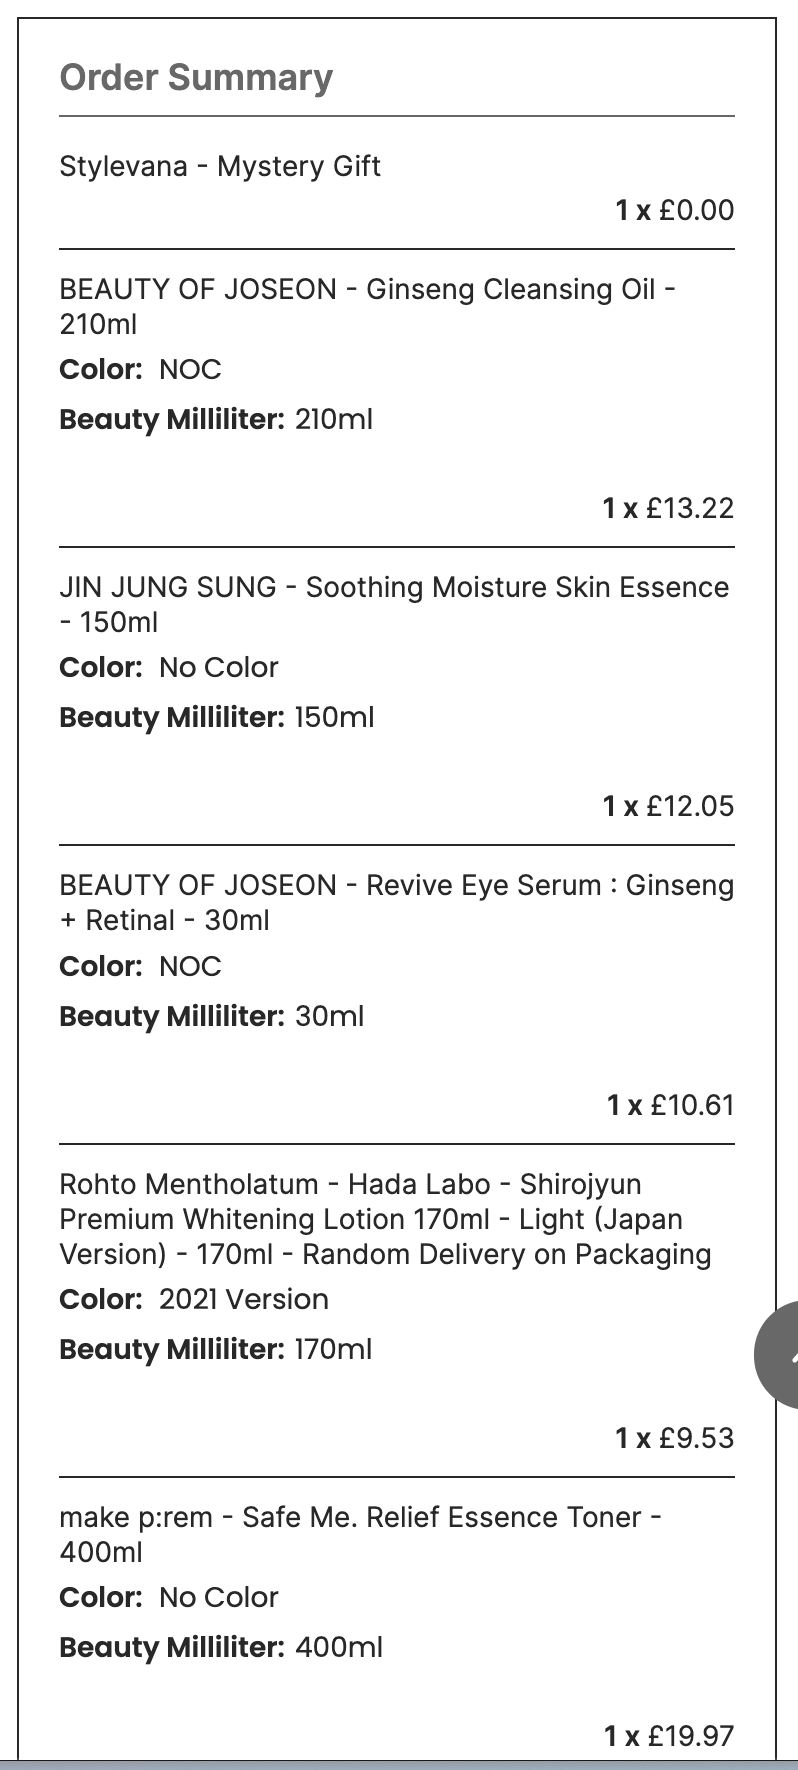 Order Summary
Stylevana - Mystery Gift
1 x £0.00
BEAUTY OF JOSEON - Ginseng Cleansing Oil -
210ml
Color: NOC
Beauty Milliliter: 210ml
1 x £13.22
JIN JUNG SUNG - Soothing Moisture Skin Essence
- 150ml
Color: No Color
Beauty Milliliter: 150ml
1 x £12.05
BEAUTY OF JOSEON - Revive Eye Serum : Ginseng
+ Retinal - 30ml
Color: NOC
Beauty Milliliter: 30ml
1 x £10.61
Rohto Mentholatum - Hada Labo - Shirojyun
Premium Whitening Lotion 170ml - Light (Japan
Version) - 170ml - Random Delivery on Packaging
Color: 2021 Version
Beauty Milliliter: 170ml
1 x £9.53
make p:rem - Safe Me. Relief Essence Toner -
400ml
Color: No Color
Beauty Milliliter: 400ml
1 x £19.97